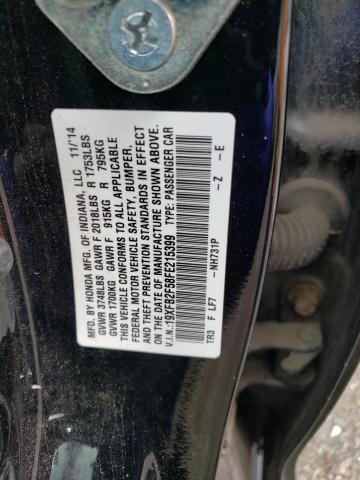 MFD. BY HONDA MFG. OF INDIANA, LLC 11/14
GVWR 3748LBS GAWR F 2018LBS R 1753LBS
GVWR 1700KG GAWR F 915KG R 795KG
THIS VEHICLE CONFORMS TO ALL APPLICABLE
FEDERAL MOTOR VEHICLE SAFETY, BUMPER,
AND THEFT PREVENTION STANDARDS IN EFFECT
ON THE DATE OF MANUFACTURE SHOWN ABOVE.
V.I.N.:19XFB2F58FE215399 TYPE:PASSENGER CAR
TR3 F LF7 -NH731P -Z -E